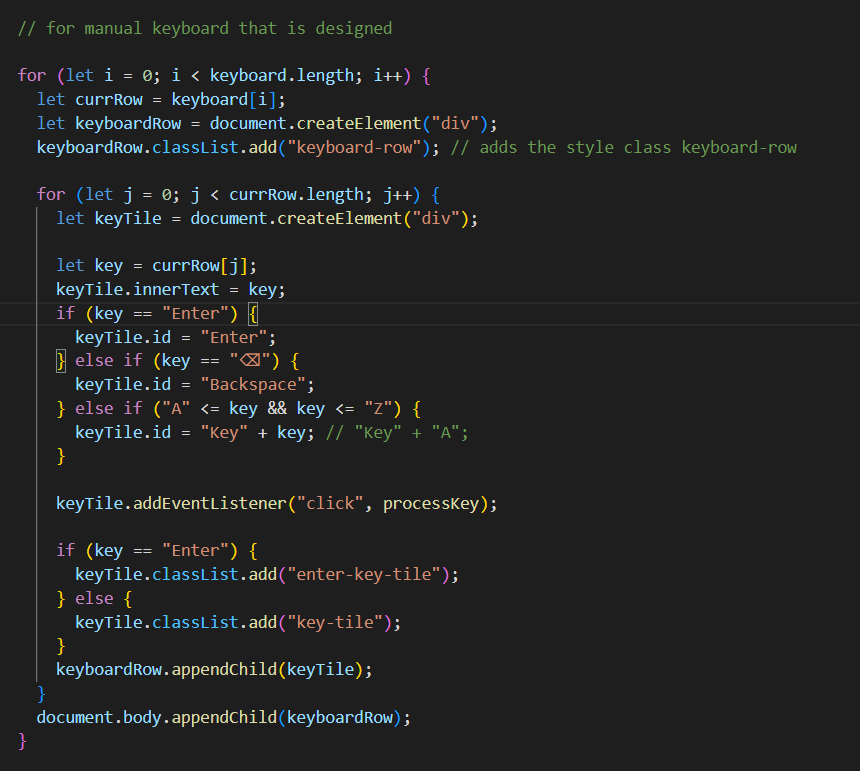 // for manual keyboard that is designed
for (let i = 0; i < keyboard.length; i++) {
let currRow = keyboard[i];
let keyboardRow = document.createElement("div");
keyboardRow.classList.add("keyboard-row"); // adds the style class keyboard-row
for (let j = 0; j < currRow.length; j++) {
let keyTile = document.createElement("div");
let key = currRow[j];
keyTile.innerText = key;
if (key == "Enter") {
keyTile.id = "Enter";
} else if (key == "⌫") {
keyTile.id = "Backspace";
} else if ("A" <= key && key <= "Z") {
keyTile.id = "Key" + key; // "Key" + "A";
}
keyTile.addEventListener("click", processKey);
if (key == "Enter") {
keyTile.classList.add("enter-key-tile");
} else {
keyTile.classList.add("key-tile");
}
keyboardRow.appendChild(keyTile);
}
document.body.appendChild(keyboardRow);
}